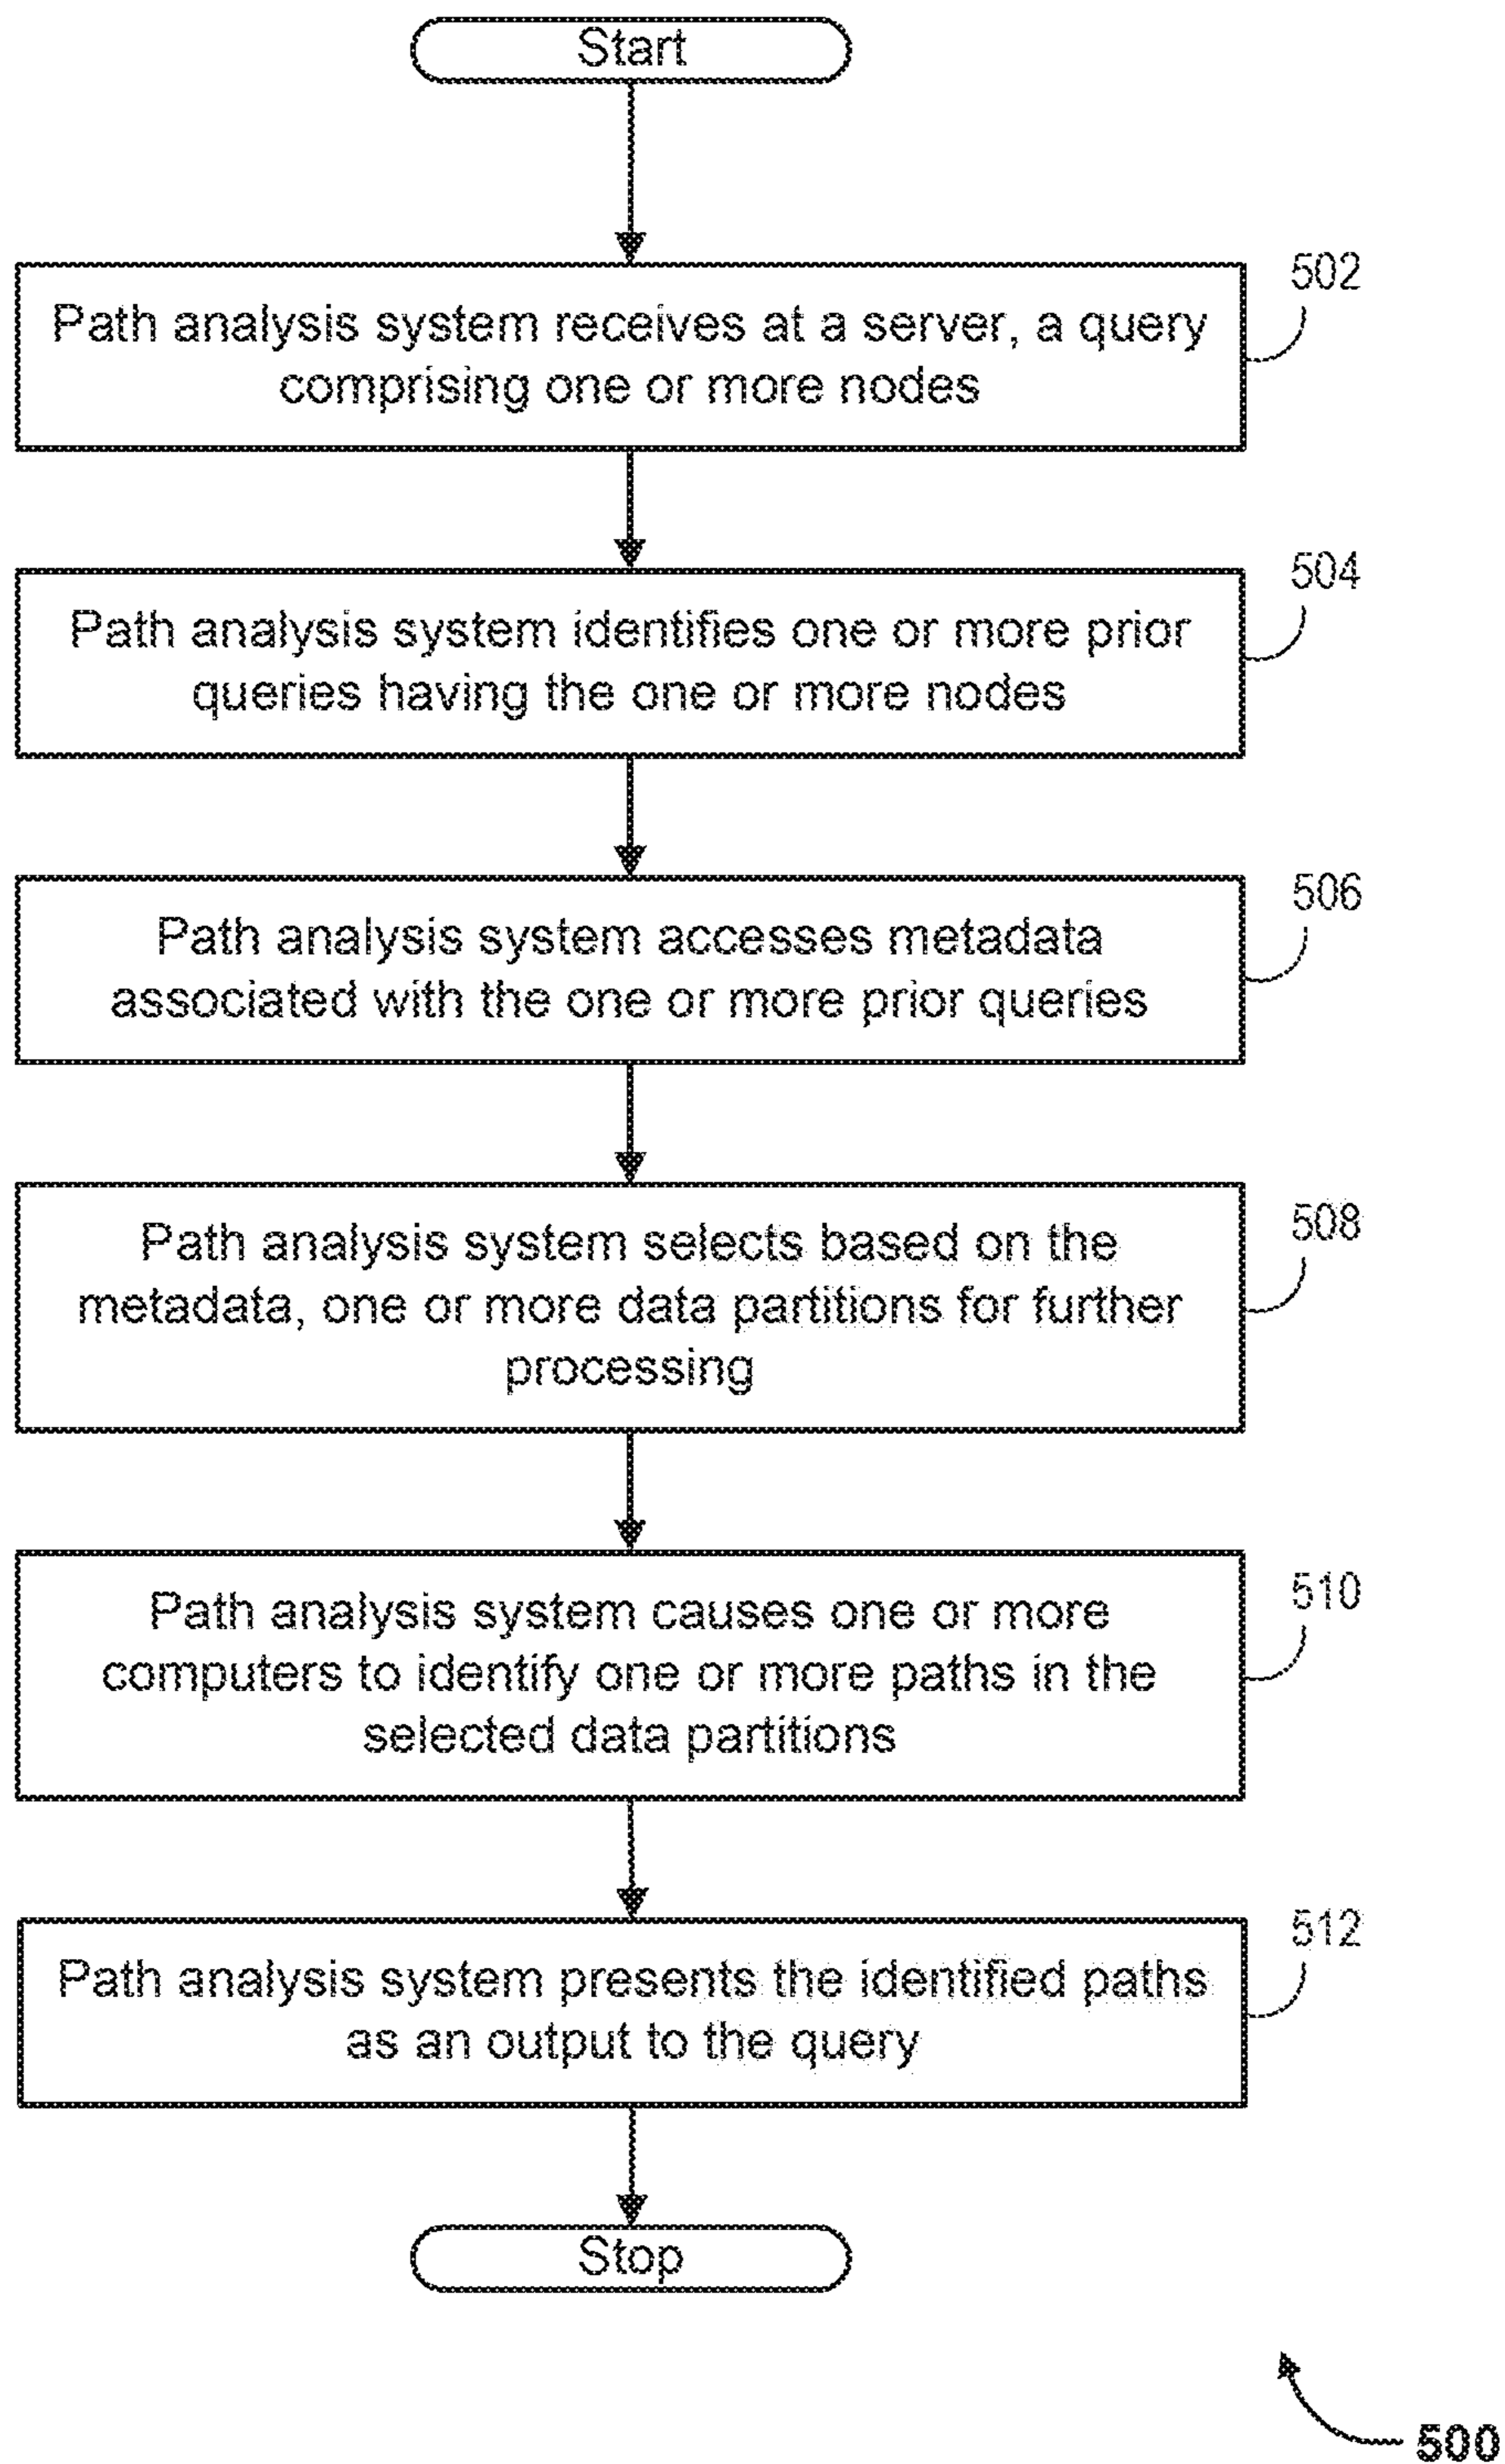 Start
Path analysis system receives at a server, a query
comprising one or more nodes
502
Path analysis system identifies one or more prior
queries having the one or more nodes
504
Path analysis system accesses metadata
associated with the one or more prior queries
506
Path analysis system selects based on the
metadata, one or more data partitions for further
processing
508
Path analysis system causes one or more
computers to identify one or more paths in the
selected data partitions
510
Path analysis system presents the identified paths
as an output to the query
512
Stop
500